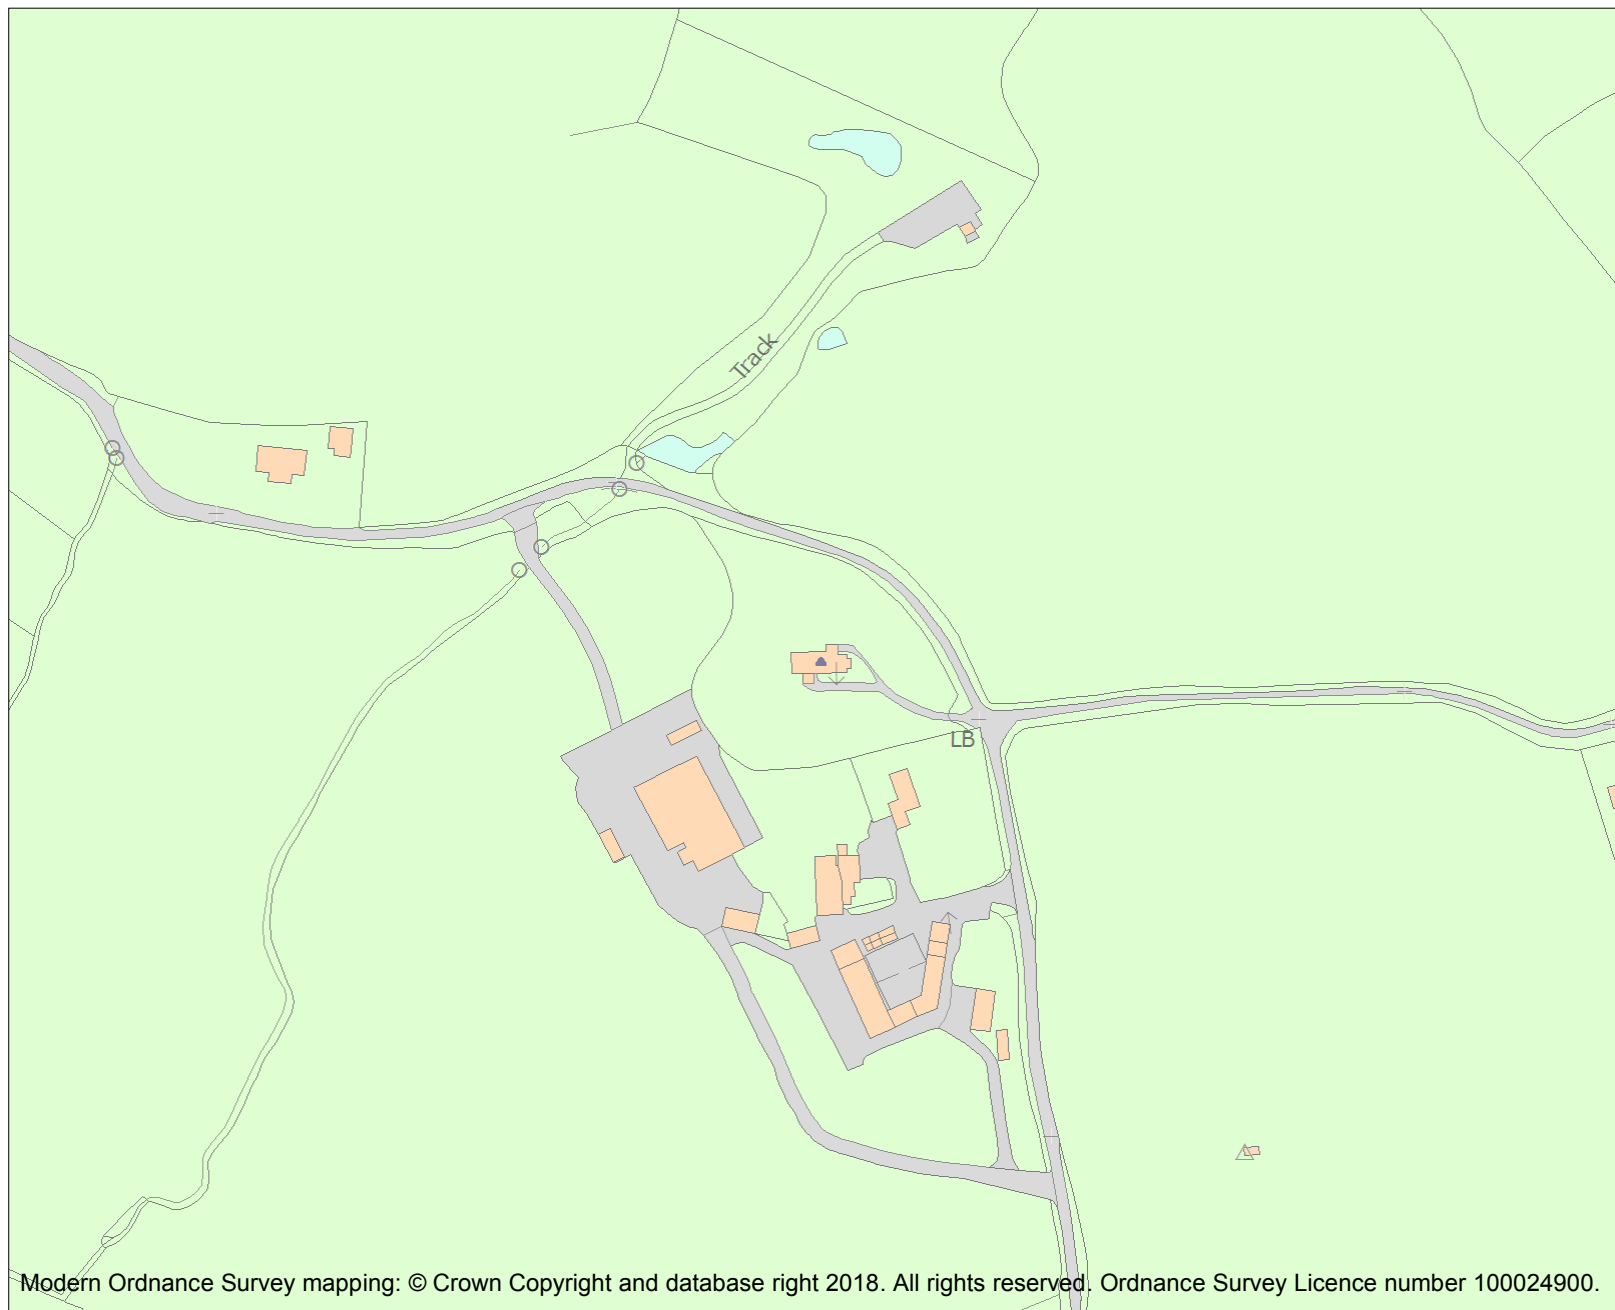 Track
LB
Modern Ordnance Survey mapping: © Crown Copyright and database right 2018. All rights reserved. Ordnance Survey Licence number 100024900.